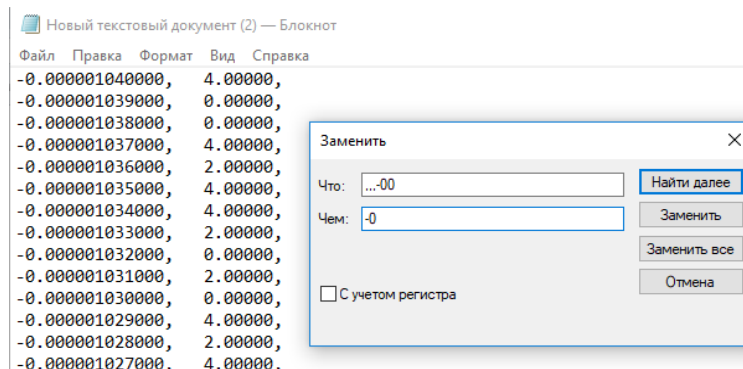 Новый текстовый документ (2) — Блокнот
Файл Правка Формат Вид Справка
-0.000001040000, 4.00000,
-0.000001039000, 0.00000,
-0.000001038000, 0.00000,
-0.000001037000, 4.00000,
-0.000001036000, 2.00000,
-0.000001035000, 4.00000,
-0.000001034000, 4.00000,
-0.000001033000, 2.00000,
-0.000001032000, 0.00000,
-0.000001031000, 2.00000,
-0.000001030000, 0.00000,
-0.000001029000, 4.00000,
-0.000001028000, 2.00000,
-0.000001027000, 4.00000,
Заменить
Что: ...-00
Найти далее
Чем: -0
Заменить
Заменить все
Отмена
С учетом регистра